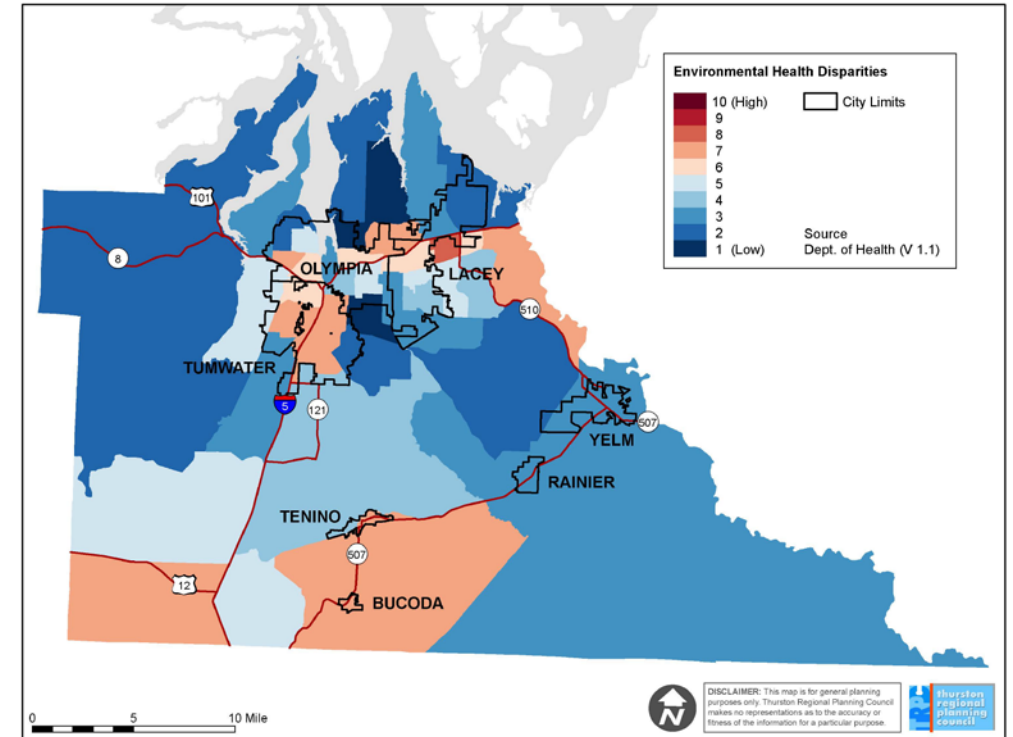 Environmental Health Disparities
10 (High)
9
8
7
6
5
4
3
2
1 (Low)
City Limits
Source
Dept. of Health (V 1.1)
101
8
OLYMPIA
LACEY
510
TUMWATER
5
121
507
YELM
RAINIER
TENINO
507
12
BUCODA
0 5 10 Mile
N
DISCLAIMER: This map is for general planning
purposes only. Thurston Regional Planning Council
makes no representations as to the accuracy or
fitness of the information for a particular purpose.
thurston
regional
planning
council